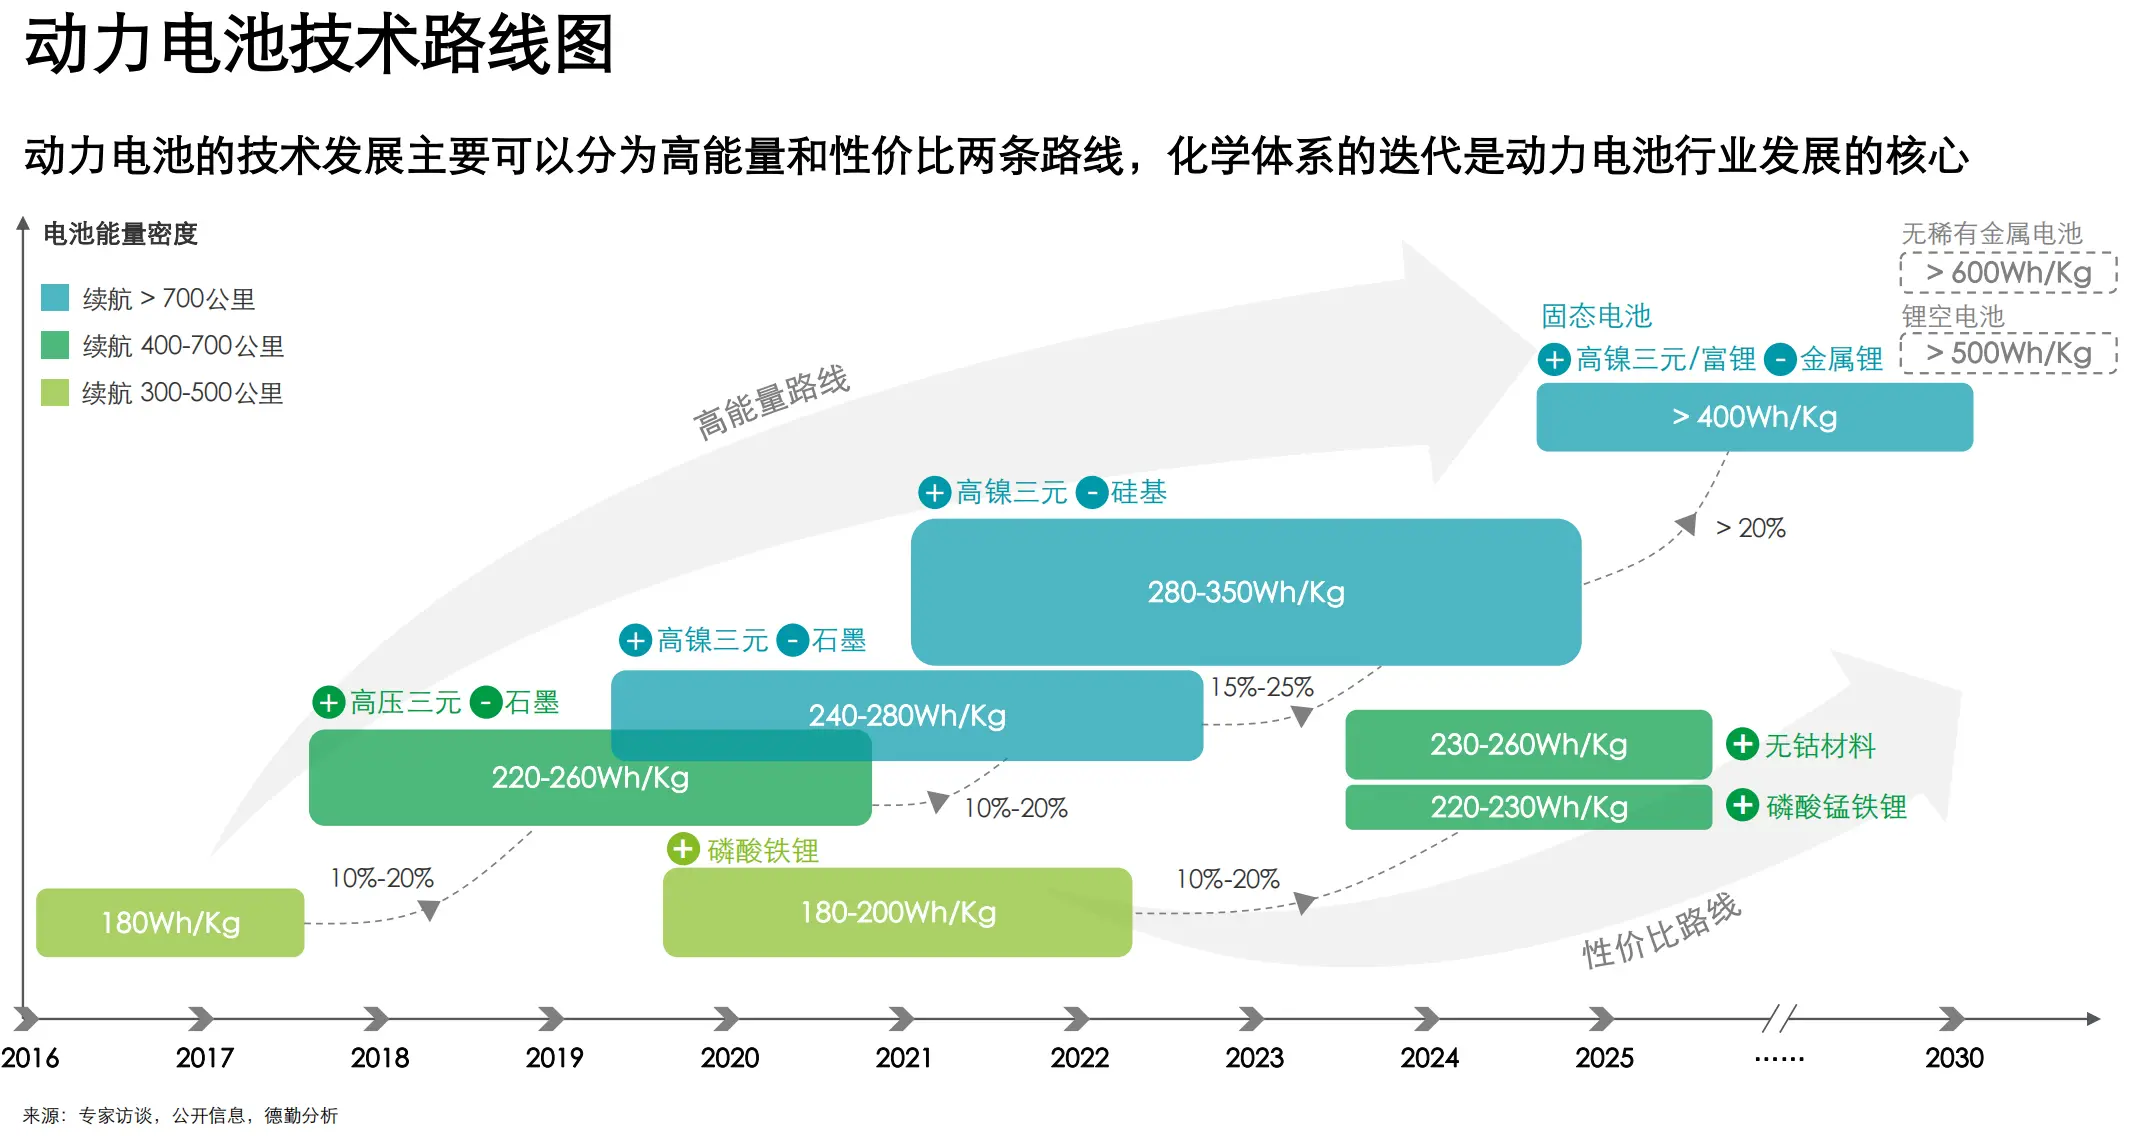 动力电池技术路线图
动力电池的技术发展主要可以分为高能量和性价比两条路线，化学体系的迭代是动力电池行业发展的核心
电池能量密度
续航 > 700公里
续航 400-700公里
续航 300-500公里
无稀有金属电池
> 600Wh/Kg
锂空电池
> 500Wh/Kg
固态电池
+ 高镍三元/富锂 - 金属锂
> 400Wh/Kg
高能量路线
> 20%
+ 高镍三元 - 硅基
280-350Wh/Kg
+ 高镍三元 - 石墨
240-280Wh/Kg
15%-25%
+ 高压三元 - 石墨
220-260Wh/Kg
10%-20%
230-260Wh/Kg
+ 无钴材料
220-230Wh/Kg
+ 磷酸锰铁锂
+ 磷酸铁锂
180-200Wh/Kg
10%-20%
180Wh/Kg
10%-20%
性价比路线
2016 2017 2018 2019 2020 2021 2022 2023 2024 2025 …… 2030
来源：专家访谈，公开信息，德勤分析